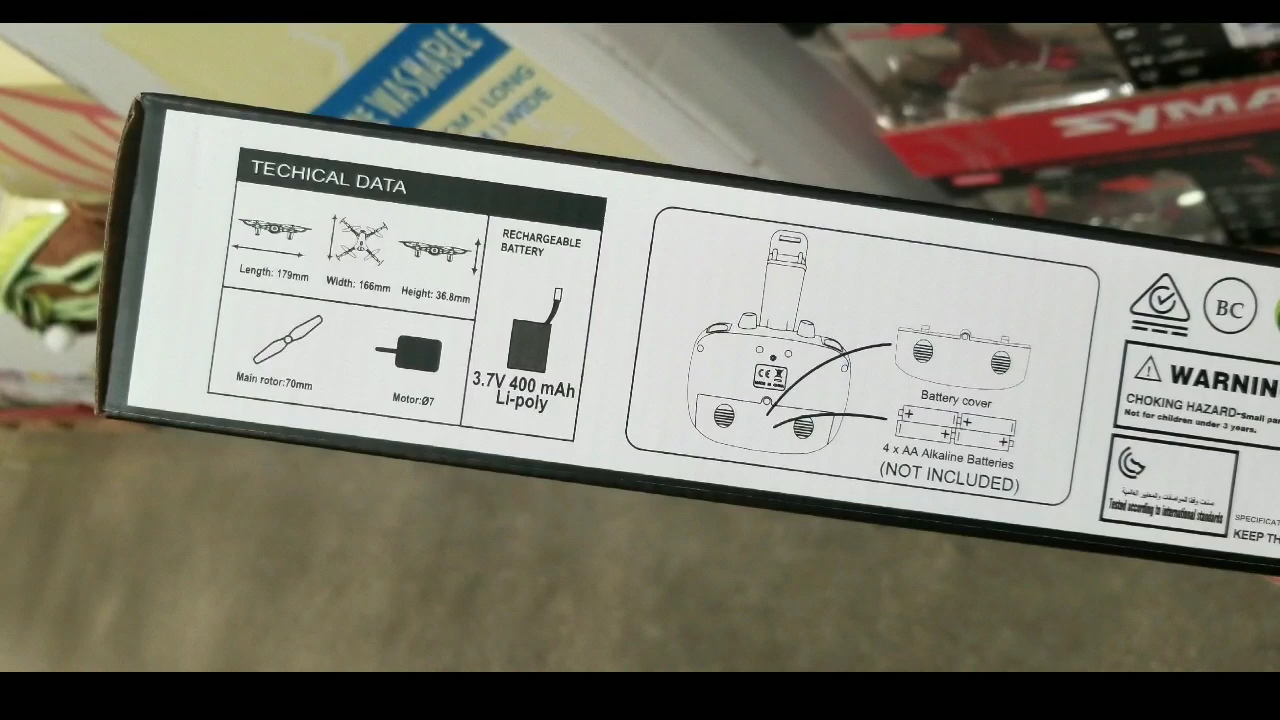 E WASHABLE
M ) LONG
) WIDE
SYMA
TECHICAL DATA
Length: 179mm
Width: 166mm
Height: 36.8mm
RECHARGEABLE
BATTERY
3.7V 400 mAh
Li-poly
Main rotor:70mm
Motor:Ø7
CE
Battery cover
4 x AA Alkaline Batteries
(NOT INCLUDED)
BC
WARNIN
CHOKING HAZARD-Small par
Not for children under 3 years.
Tested according to international standards
SPECIFICAT
KEEP TH